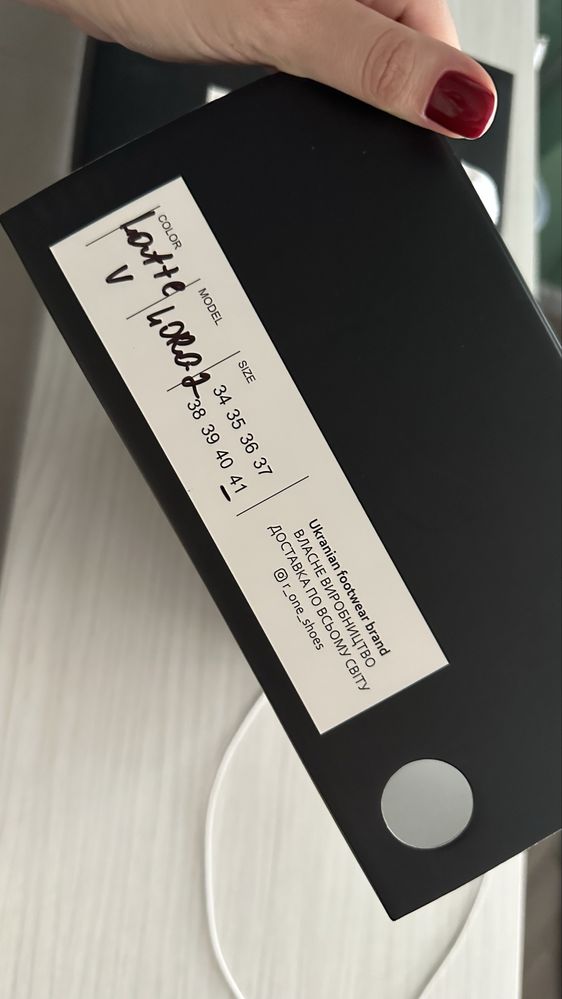 COLOR
Latte
V
MODEL
SIZE
34 35 36 37
38 39 40 41
Ukranian footwear brand
ВЛАСНЕ ВИРОБНИЦТВО
ДОСТАВКА ПО ВСЬОМУ СВІТУ
r_one_shoes